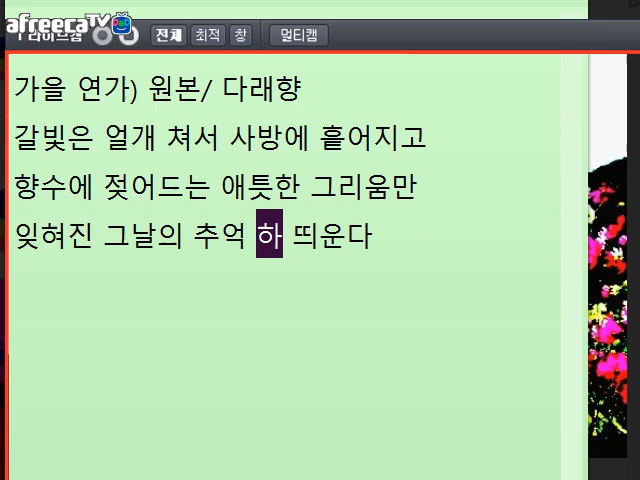 afreecaTV
전체 최적 창 멀티캠
가을 연가) 원본/ 다래향
갈빛은 얼개 쳐서 사방에 흩어지고
향수에 젖어드는 애틋한 그리움만
잊혀진 그날의 추억 하 띄운다